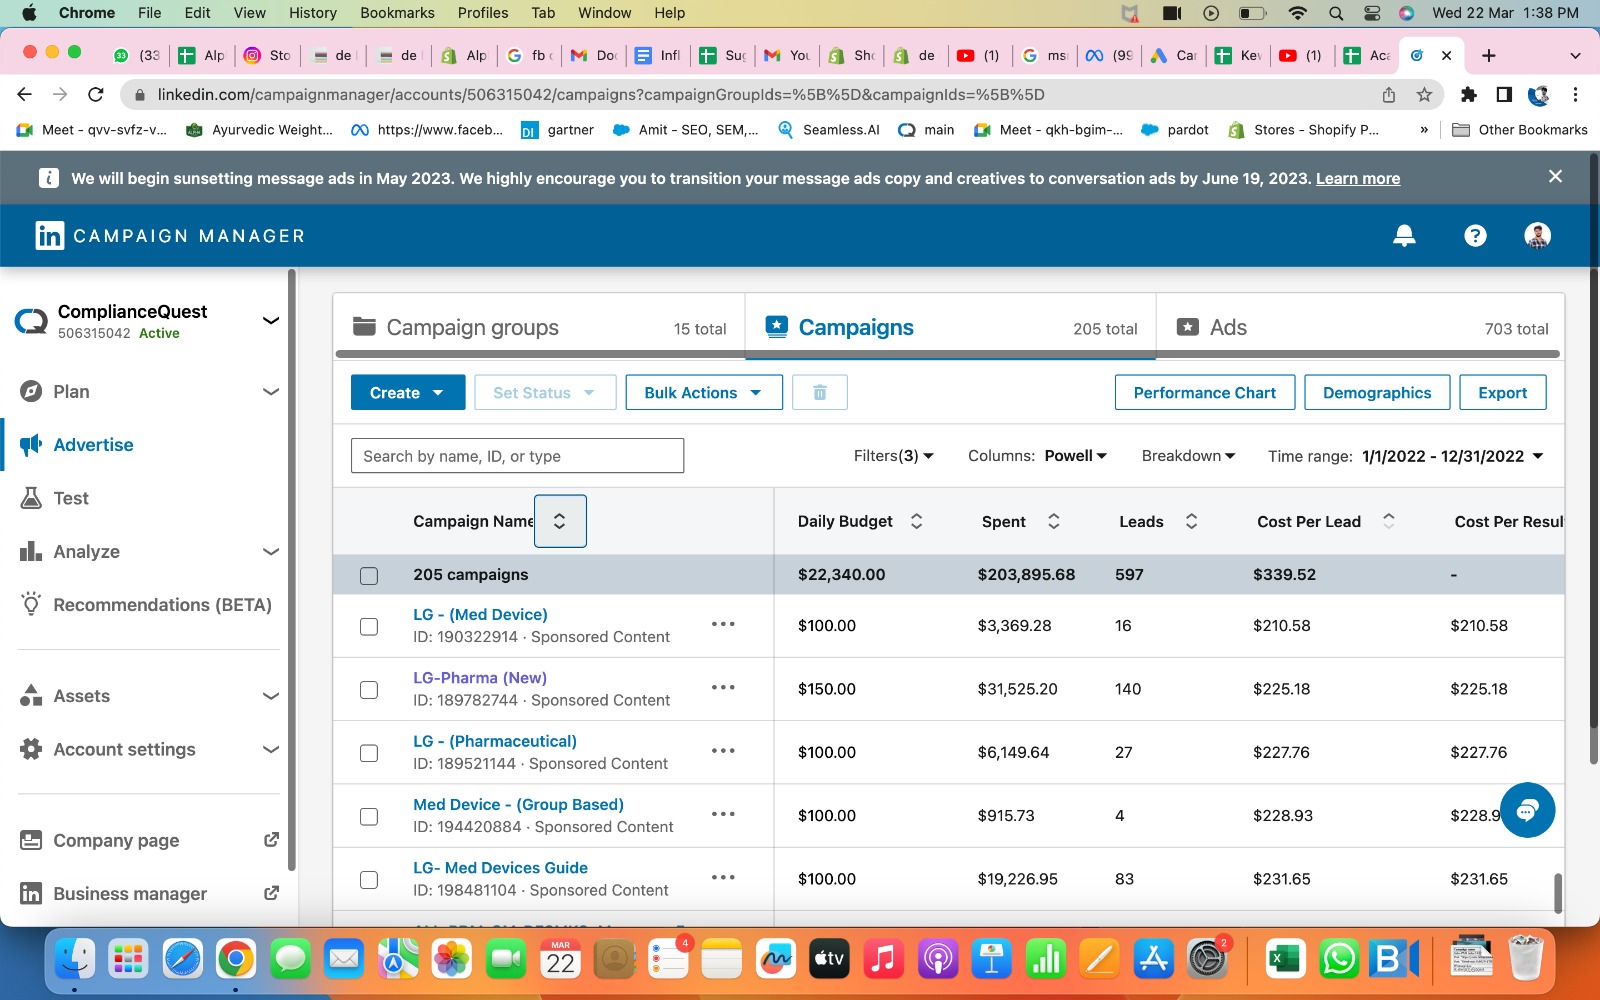 Chrome File Edit View History Bookmarks Profiles Tab Window Help Wed 22 Mar 1:38 PM
33 (33 Alp Sto de de Alp fb Doc Infl Sug You Sho de (1) ms (99 Car Key (1) Aca
linkedin.com/campaignmanager/accounts/506315042/campaigns?campaignGroupIds=%5B%5D&campaignIds=%5B%5D
Meet - qvv-svfz-v... Ayurvedic Weight... https://www.faceb... DI gartner Amit - SEO, SEM,... Seamless.AI main Meet - qkh-bgim-... pardot Stores - Shopify P... » Other Bookmarks
We will begin sunsetting message ads in May 2023. We highly encourage you to transition your message ads copy and creatives to conversation ads by June 19, 2023. Learn more
in CAMPAIGN MANAGER
ComplianceQuest
506315042 Active
Plan
Advertise
Test
Analyze
Recommendations (BETA)
Assets
Account settings
Company page
Business manager
Campaign groups 15 total Campaigns 205 total Ads 703 total
Create Set Status Bulk Actions Performance Chart Demographics Export
Search by name, ID, or type Filters(3) Columns: Powell Breakdown Time range: 1/1/2022 - 12/31/2022
Campaign Name Daily Budget Spent Leads Cost Per Lead Cost Per Resul
205 campaigns $22,340.00 $203,895.68 597 $339.52 -
LG - (Med Device)
ID: 190322914 · Sponsored Content $100.00 $3,369.28 16 $210.58 $210.58
LG-Pharma (New)
ID: 189782744 · Sponsored Content $150.00 $31,525.20 140 $225.18 $225.18
LG - (Pharmaceutical)
ID: 189521144 · Sponsored Content $100.00 $6,149.64 27 $227.76 $227.76
Med Device - (Group Based)
ID: 194420884 · Sponsored Content $100.00 $915.73 4 $228.93 $228.9
LG- Med Devices Guide
ID: 198481104 · Sponsored Content $100.00 $19,226.95 83 $231.65 $231.65
MAR
22 4 tv 2